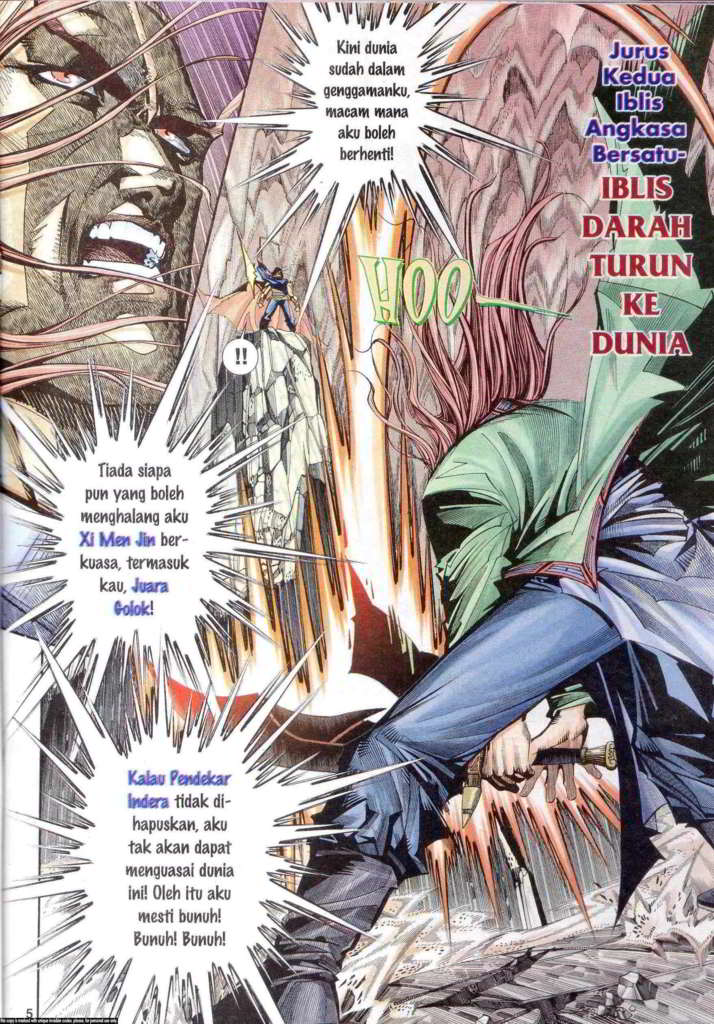 Kini dunia
sudah dalam
genggamanku,
macam mana
aku boleh
berhenti!
Jurus
Kedua
Iblis
Angkasa
Bersatu-
IBLIS
DARAH
TURUN
KE
DUNIA
HOO
!!
Tiada siapa
pun yang boleh
menghalang aku
Xi Men Jin ber-
kuasa, termasuk
kau, Juara
Golok!
Kalau Pendekar
Indera tidak di-
hapuskan, aku
tak akan dapat
menguasai dunia
ini! Oleh itu aku
mesti bunuh!
Bunuh! Bunuh!
5